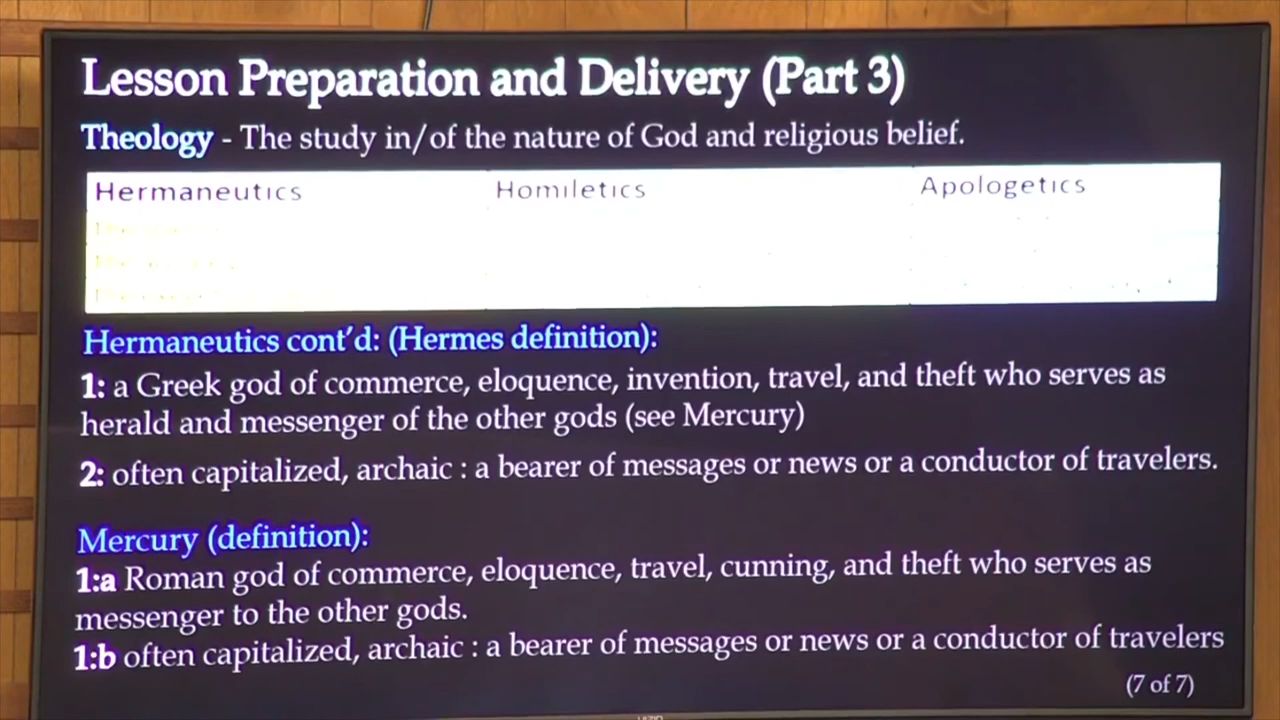 Lesson Preparation and Delivery (Part 3)
Theology - The study in/of the nature of God and religious belief.
Hermaneutics Homiletics Apologetics
Hermaneutics cont'd: (Hermes definition):
1: a Greek god of commerce, eloquence, invention, travel, and theft who serves as
herald and messenger of the other gods (see Mercury)
2: often capitalized, archaic : a bearer of messages or news or a conductor of travelers.
Mercury (definition):
1:a Roman god of commerce, eloquence, travel, cunning, and theft who serves as
messenger to the other gods.
1:b often capitalized, archaic : a bearer of messages or news or a conductor of travelers
(7 of 7)